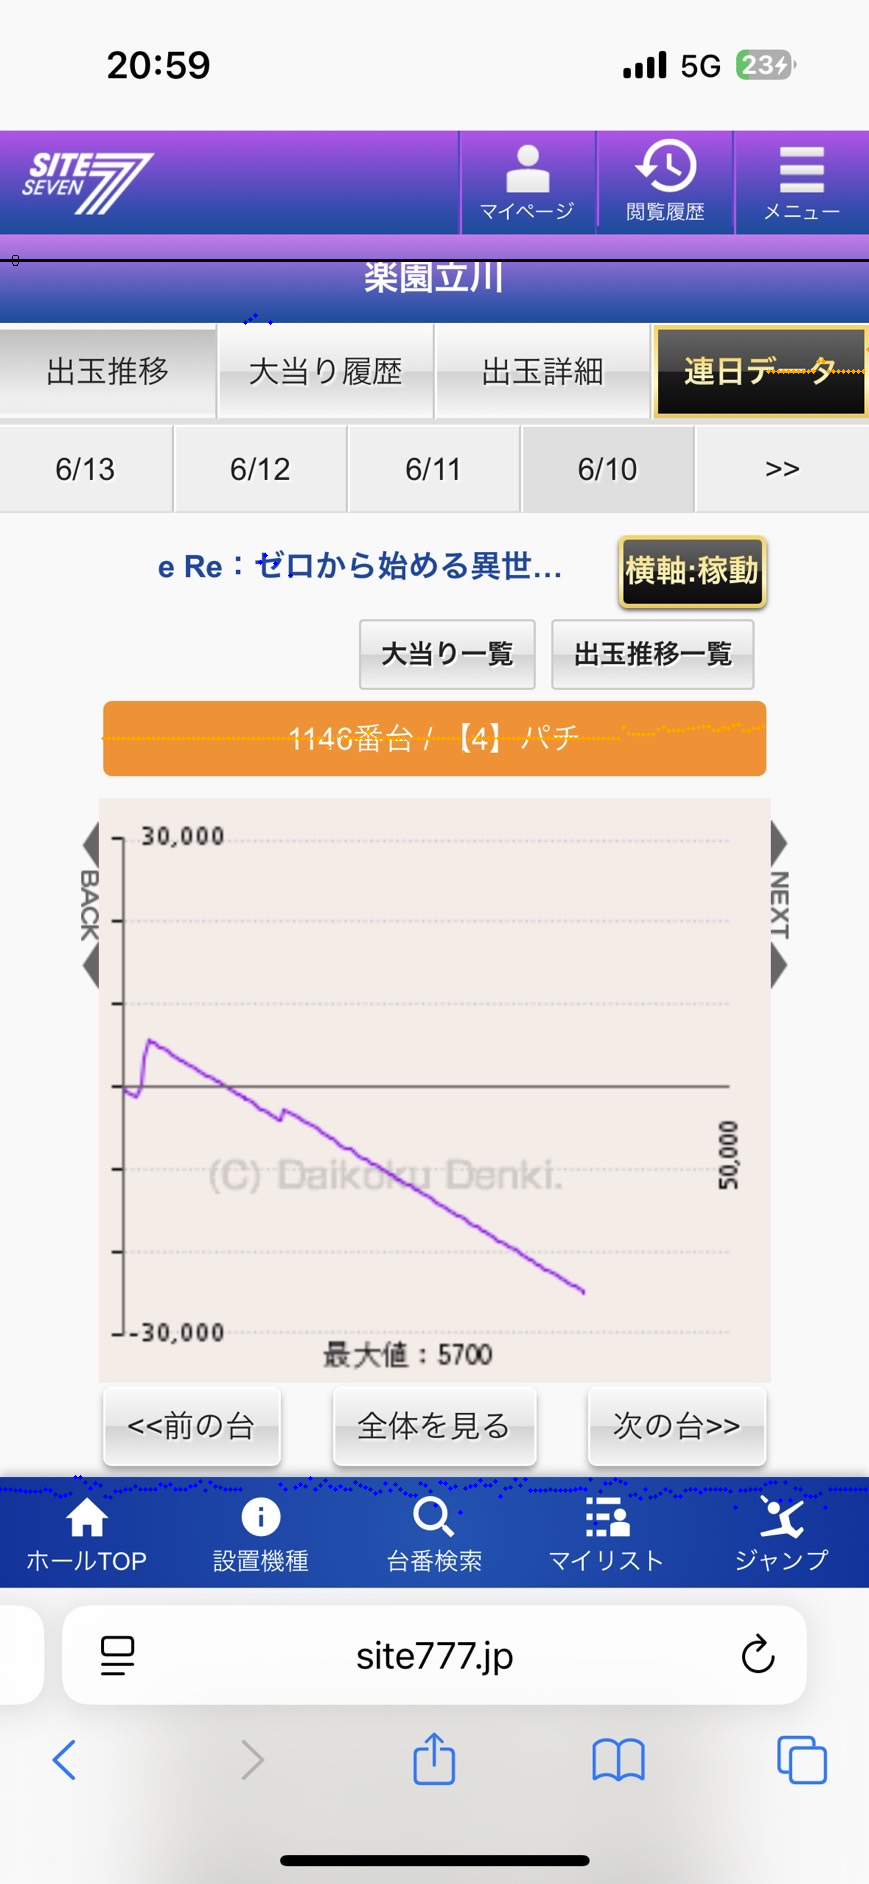 20:59
5G
23
SITE SEVEN 7
マイページ
閲覧履歴
メニュー
0
楽園立川
出玉推移
大当り履歴
出玉詳細
連日データ
6/13
6/12
6/11
6/10
>>
e Re：ゼロから始める異世…
横軸:稼動
大当り一覧
出玉推移一覧
1146番台 / 【4】パチ
BACK
NEXT
30,000
50,000
(C) Daikoku Denki.
-30,000
最大値：5700
<<前の台
全体を見る
次の台>>
ホールTOP
設置機種
台番検索
マイリスト
ジャンプ
site777.jp